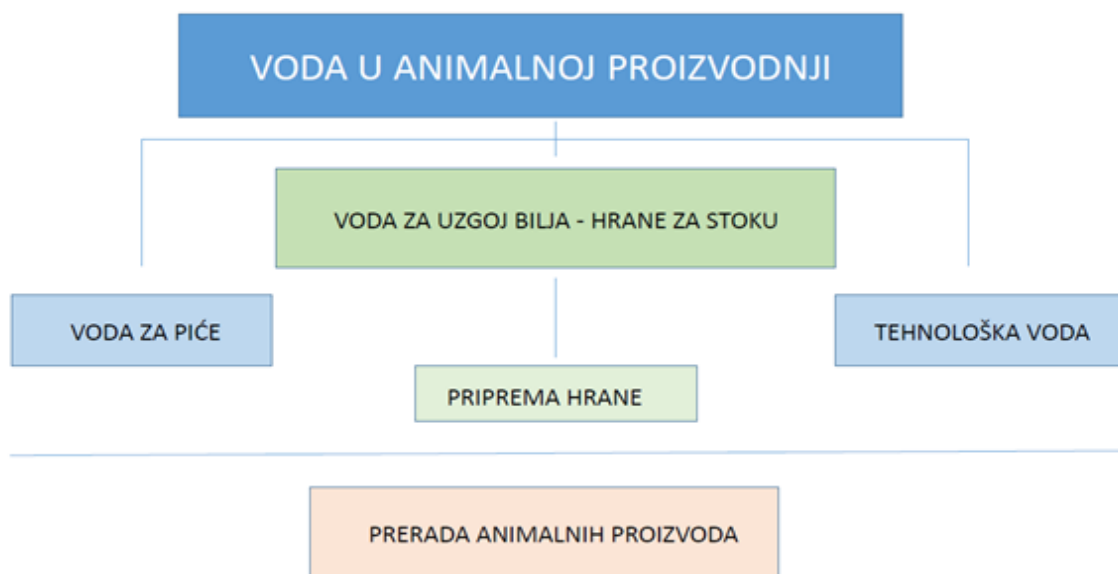 VODA U ANIMALNOJ PROIZVODNJI
VODA ZA UZGOJ BILJA - HRANE ZA STOKU
VODA ZA PIĆE
TEHNOLOŠKA VODA
PRIPREMA HRANE
PRERADA ANIMALNIH PROIZVODA